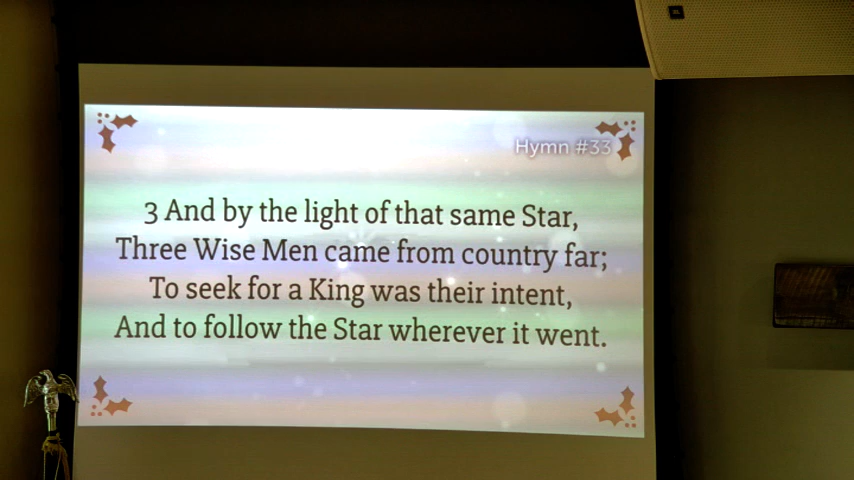 Hymn #33
3 And by the light of that same Star,
Three Wise Men came from country far;
To seek for a King was their intent,
And to follow the Star wherever it went.